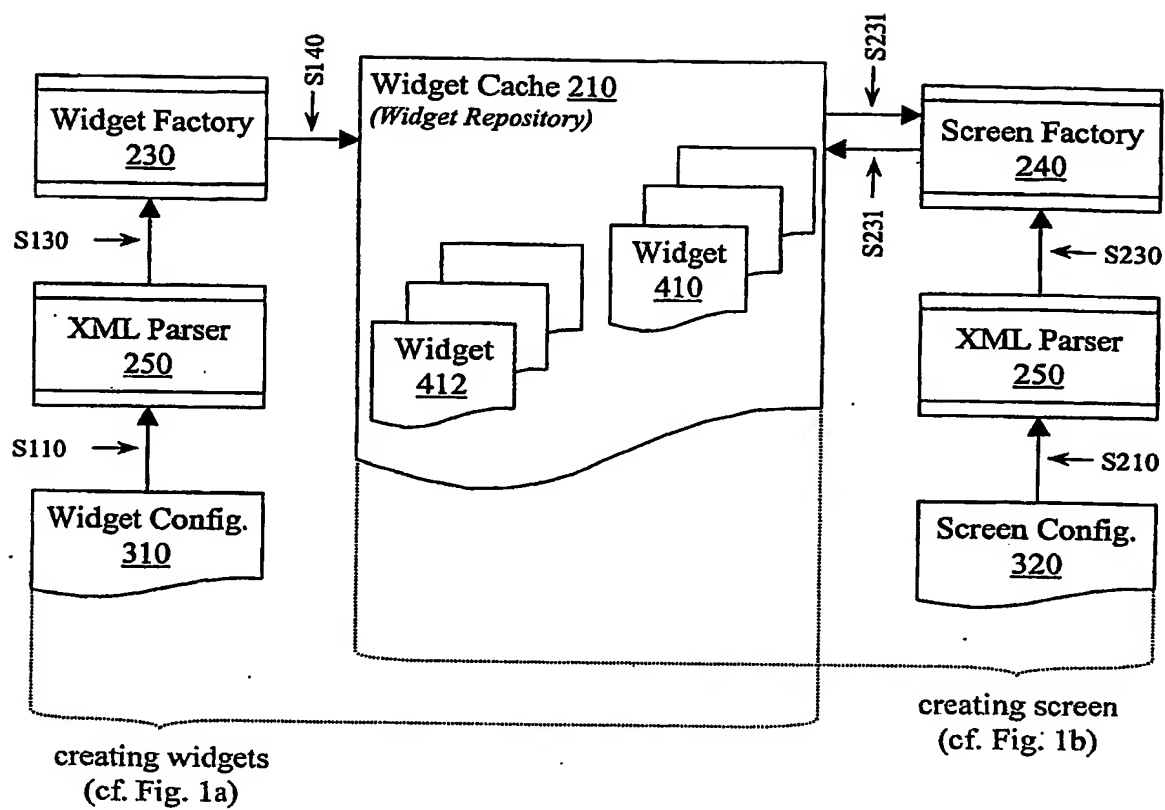 Widget Factory
230
S140
Widget Cache 210
(Widget Repository)
S231
Screen Factory
240
S231
S130
S230
XML Parser
250
Widget
410
Widget
412
XML Parser
250
S110
S210
Widget Config.
310
Screen Config.
320
creating widgets
(cf. Fig. 1a)
creating screen
(cf. Fig. 1b)